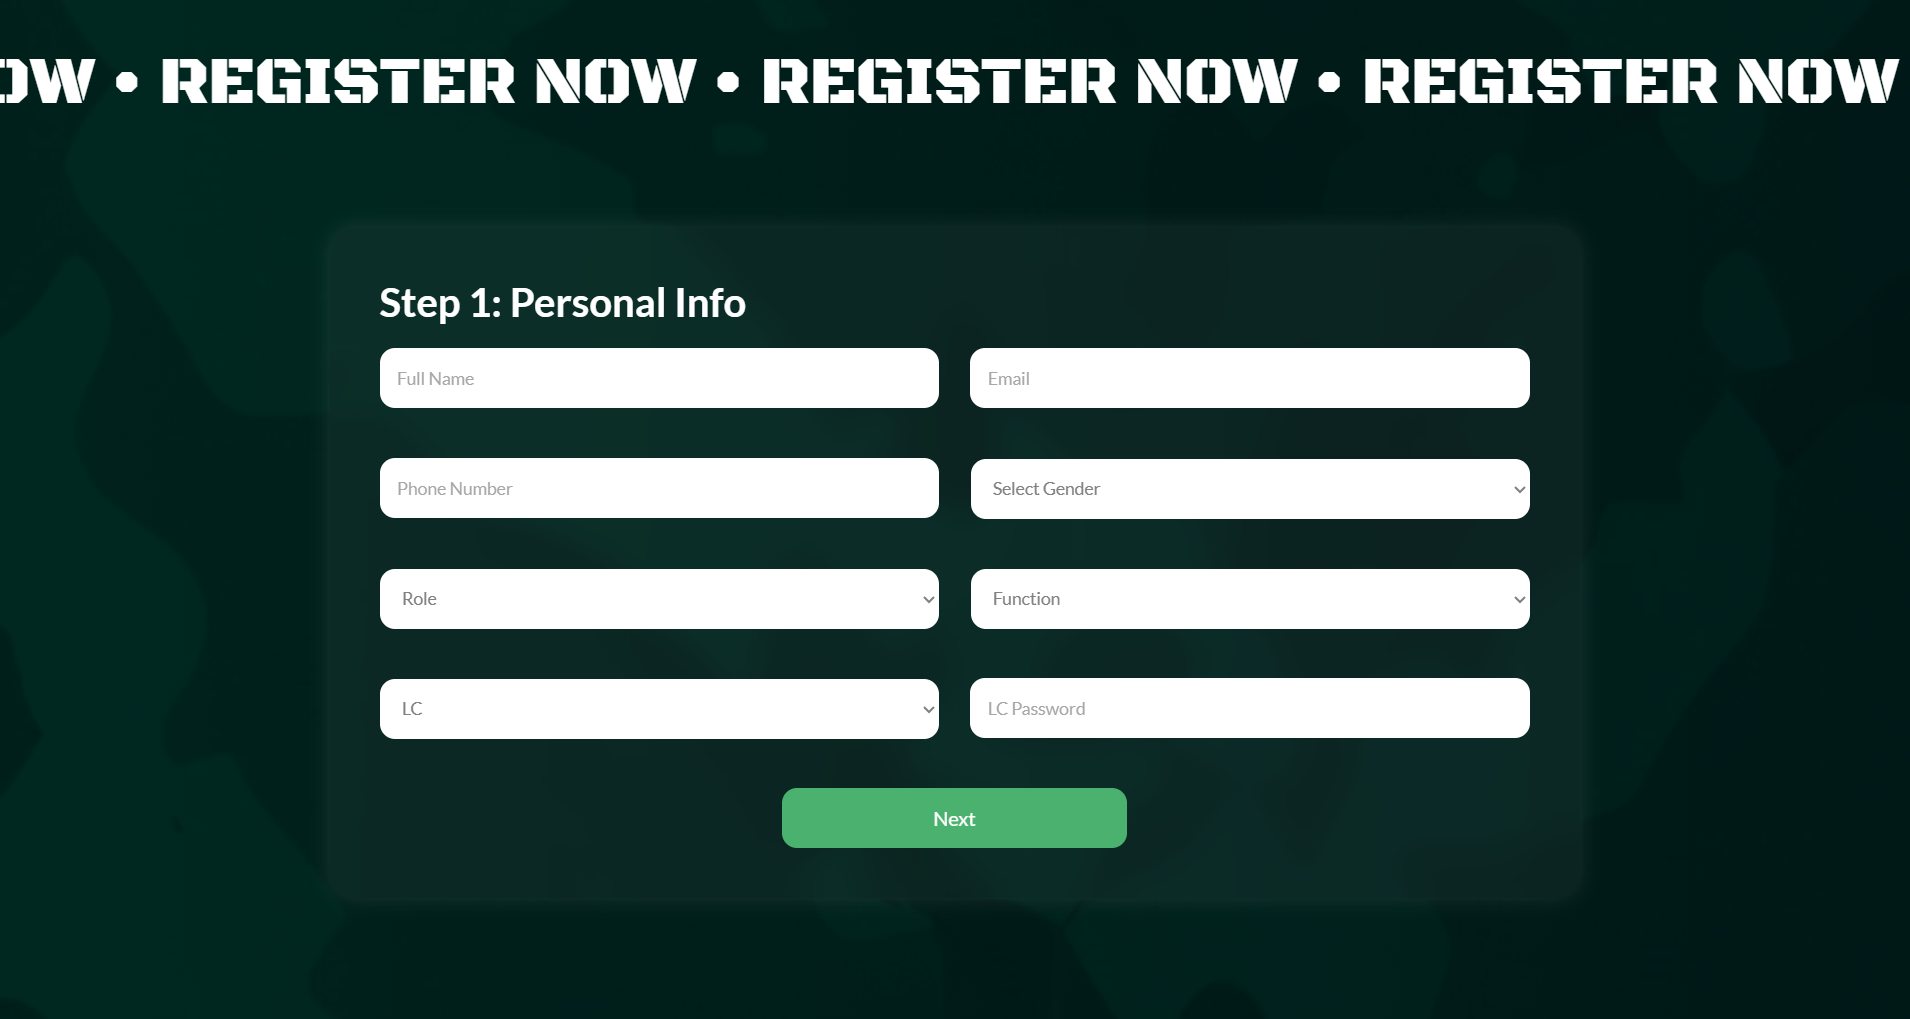 OW • REGISTER NOW • REGISTER NOW • REGISTER NOW
Step 1: Personal Info
Full Name
Email
Phone Number
Select Gender
Role
Function
LC
LC Password
Next